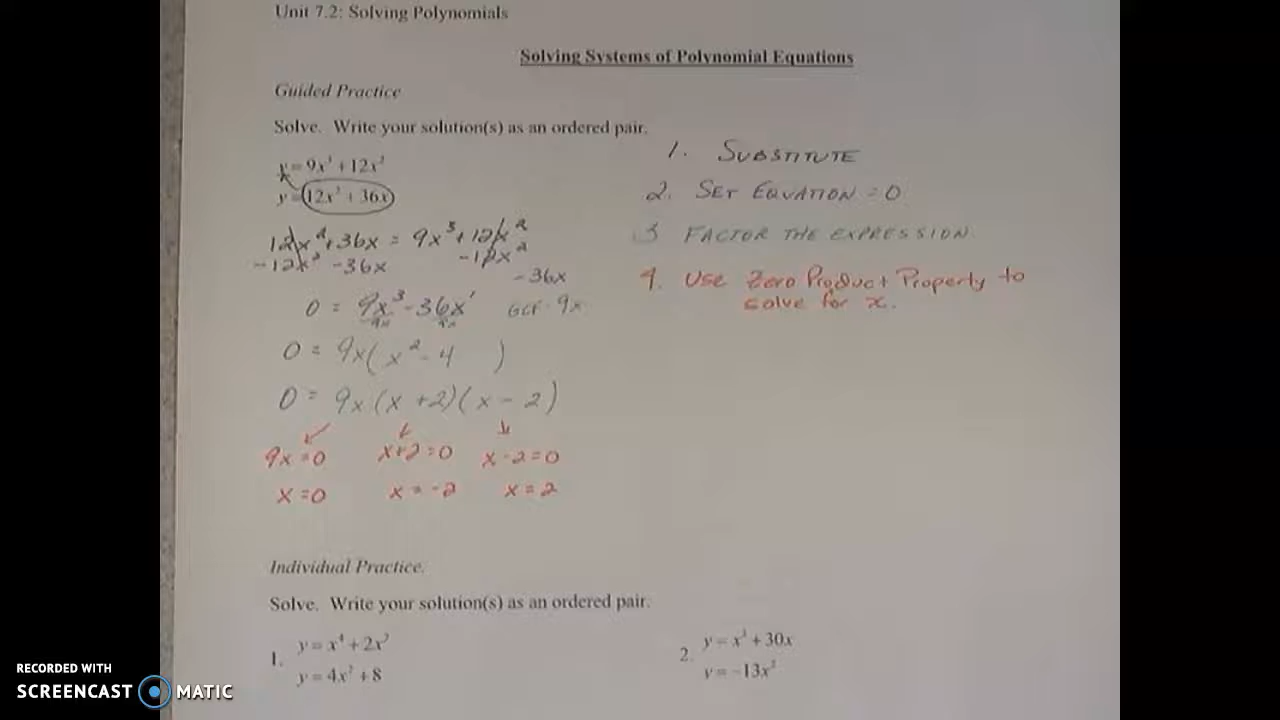 Unit 7.2: Solving Polynomials
Solving Systems of Polynomial Equations
Guided Practice
Solve. Write your solution(s) as an ordered pair.
y = 9x³ + 12x²
y = 12x² + 36x
12x² + 36x = 9x³ + 12x²
-12x² -36x -12x²
-36x
0 = 9x³ - 36x¹ GCF: 9x
9x 9x
0 = 9x( x² - 4 )
0 = 9x (x + 2)(x - 2)
9x = 0 x + 2 = 0 x - 2 = 0
x = 0 x = -2 x = 2
1. SUBSTITUTE
2. SET EQUATION = 0
3 FACTOR THE EXPRESSION.
4. Use Zero Product Property to
solve for x.
Individual Practice.
Solve. Write your solution(s) as an ordered pair.
1. y = x⁴ + 2x²
y = 4x² + 8
2. y = x³ + 30x
y = -13x²
RECORDED WITH
SCREENCAST MATIC